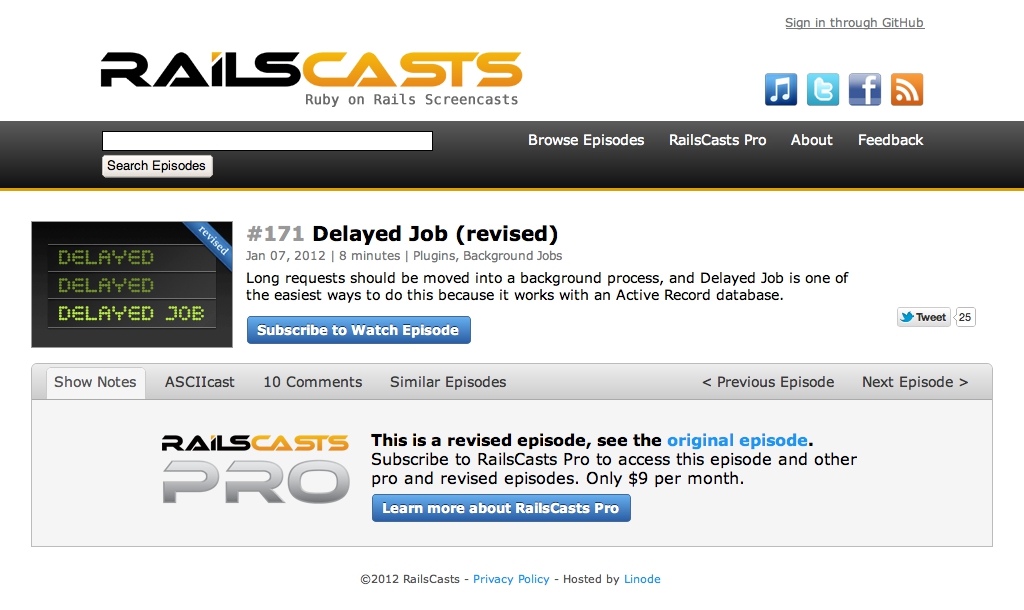 Sign in through GitHub
RAILSCASTS
Ruby on Rails Screencasts
Browse Episodes RailsCasts Pro About Feedback
Search Episodes
revised
DELAYED
DELAYED
DELAYED JOB
#171 Delayed Job (revised)
Jan 07, 2012 | 8 minutes | Plugins, Background Jobs
Long requests should be moved into a background process, and Delayed Job is one of
the easiest ways to do this because it works with an Active Record database.
Subscribe to Watch Episode
Tweet 25
Show Notes ASCIIcast 10 Comments Similar Episodes < Previous Episode Next Episode >
RAILSCASTS
PRO
This is a revised episode, see the original episode.
Subscribe to RailsCasts Pro to access this episode and other
pro and revised episodes. Only $9 per month.
Learn more about RailsCasts Pro
©2012 RailsCasts - Privacy Policy - Hosted by Linode